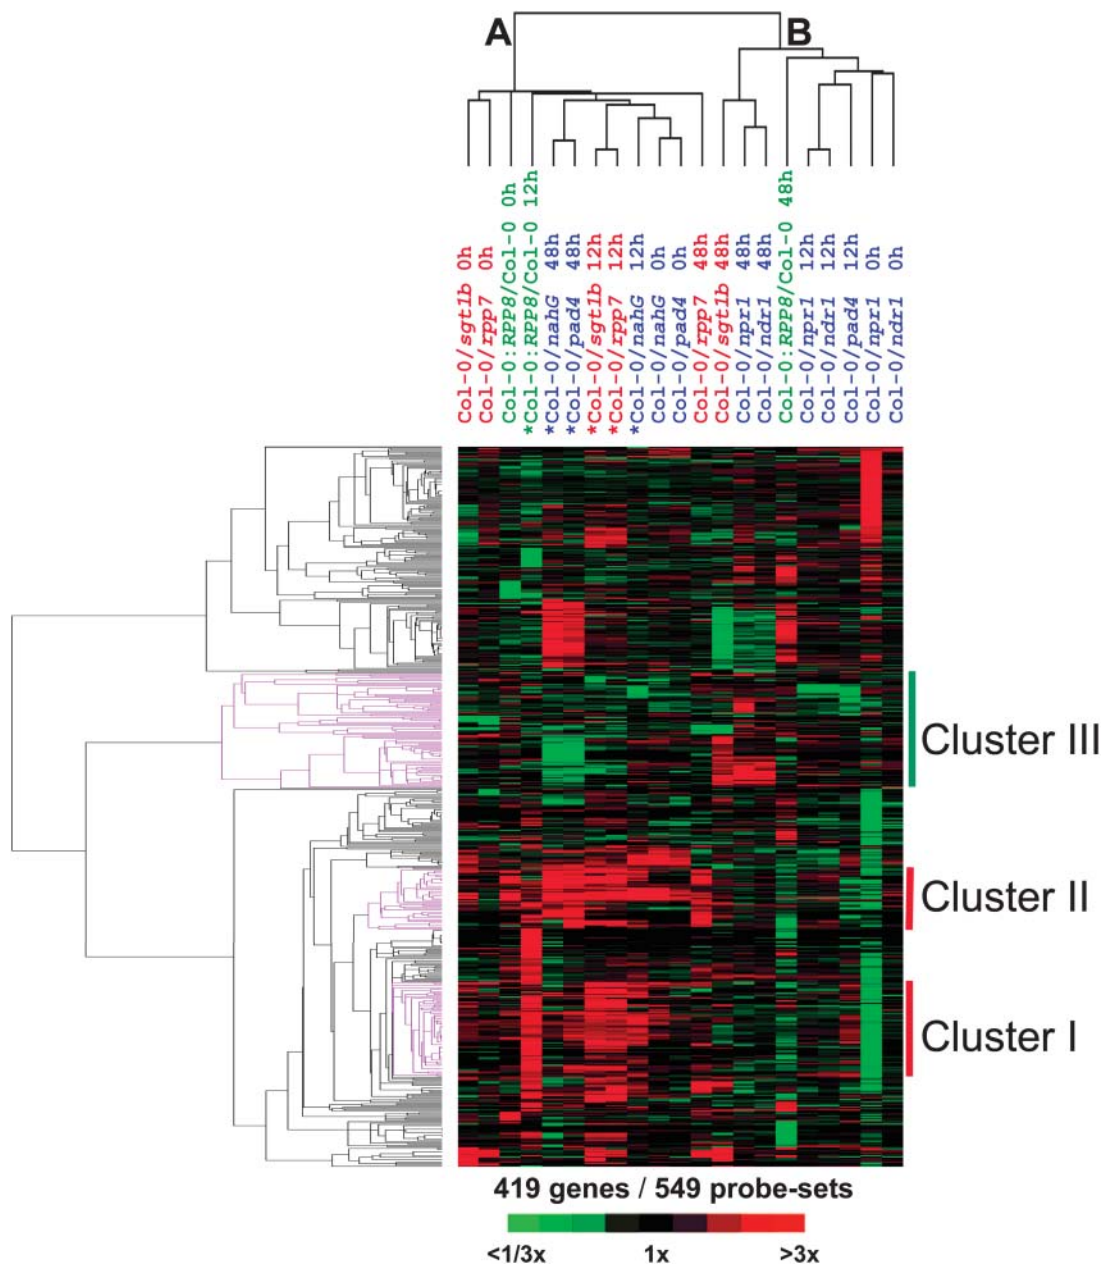 A B
Col-0/sgt1b 0h
Col-0/rpp7 0h
Col-0:RPP8/Col-0 0h
*Col-0:RPP8/Col-0 12h
*Col-0/nahG 48h
*Col-0/pad4 48h
*Col-0/sgt1b 12h
*Col-0/rpp7 12h
*Col-0/nahG 12h
Col-0/nahG 0h
Col-0/pad4 0h
Col-0/rpp7 48h
Col-0/sgt1b 48h
Col-0/npr1 48h
Col-0/ndr1 48h
Col-0:RPP8/Col-0 48h
Col-0/npr1 12h
Col-0/ndr1 12h
Col-0/pad4 12h
Col-0/npr1 0h
Col-0/ndr1 0h
Cluster III
Cluster II
Cluster I
419 genes / 549 probe-sets
<1/3x 1x >3x